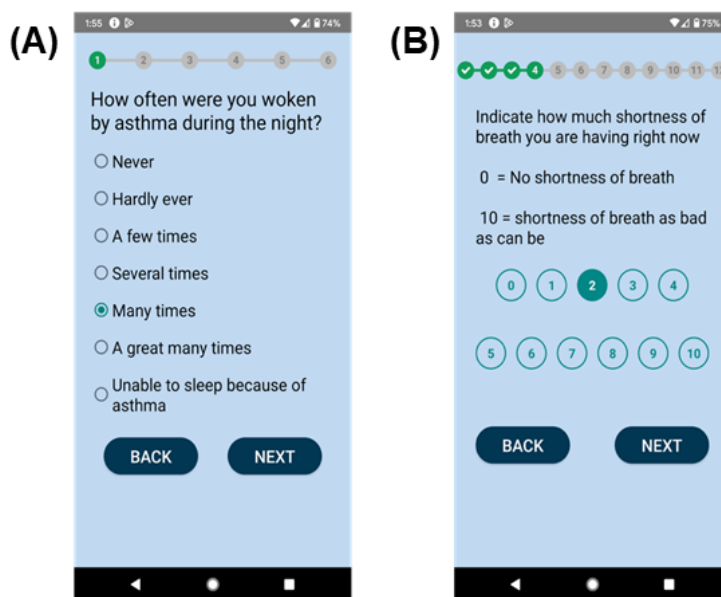 (A)
1:55 74%
1 2 3 4 5 6
How often were you woken
by asthma during the night?
Never
Hardly ever
A few times
Several times
Many times
A great many times
Unable to sleep because of
asthma
BACK NEXT
(B)
1:53 75%
4 5 6 7 8 9 10 11
Indicate how much shortness of
breath you are having right now
0 = No shortness of breath
10 = shortness of breath as bad
as can be
0 1 2 3 4
5 6 7 8 9 10
BACK NEXT